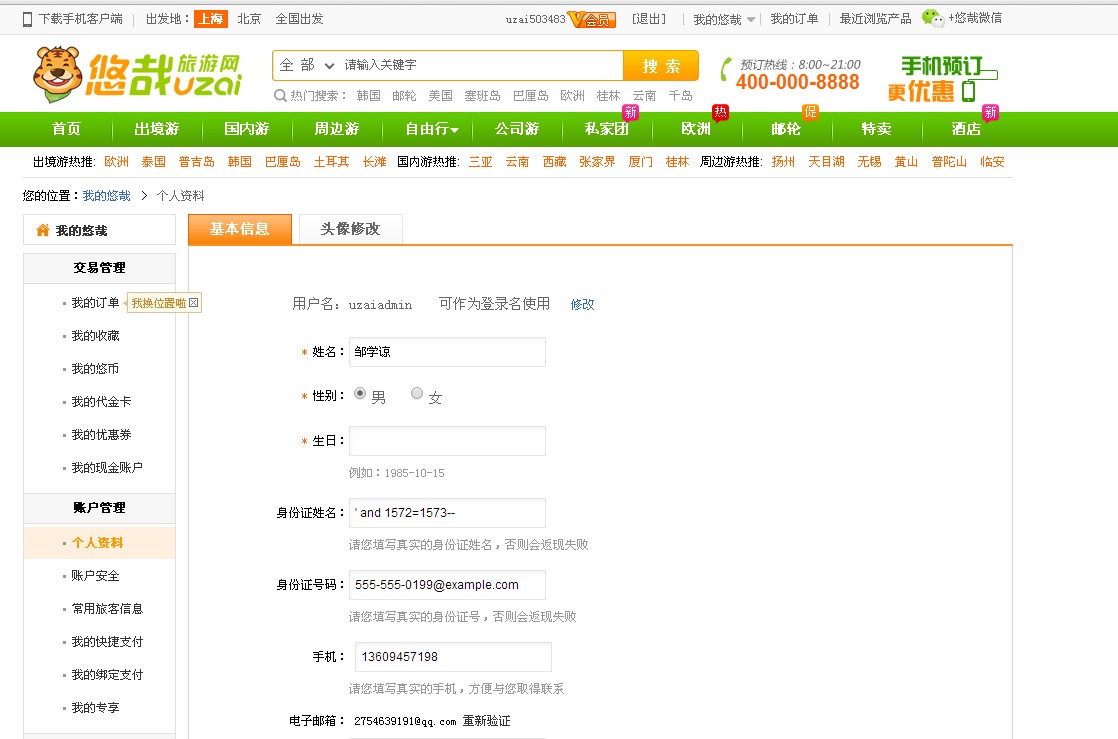 下载手机客户端 出发地： 上海 北京 全国出发 uzai503483 V会员 [退出] 我的悠哉 我的订单 最近浏览产品 +悠哉微信
悠哉旅游网 uzai
全 部 请输入关键字 搜 索
热门搜索： 韩国 邮轮 美国 塞班岛 巴厘岛 欧洲 桂林 云南 千岛
预订热线：8:00~21:00
400-000-8888
手机预订
更优惠
新 热 促 新
首页 出境游 国内游 周边游 自由行 公司游 私家团 欧洲 邮轮 特卖 酒店
出境游热推: 欧洲 泰国 普吉岛 韩国 巴厘岛 土耳其 长滩 国内游热推: 三亚 云南 西藏 张家界 厦门 桂林 周边游热推: 扬州 天目湖 无锡 黄山 普陀山 临安
您的位置：我的悠哉 > 个人资料
我的悠哉
交易管理
我的订单 我换位置啦
我的收藏
我的悠币
我的代金卡
我的优惠券
我的现金账户
账户管理
个人资料
账户安全
常用旅客信息
我的快捷支付
我的绑定支付
我的专享
基本信息 头像修改
用户名: uzaiadmin 可作为登录名使用 修改
* 姓名： 邹学谅
* 性别： 男 女
* 生日：
例如：1985-10-15
身份证姓名： ' and 1572=1573--
请您填写真实的身份证姓名，否则会返现失败
身份证号码： 555-555-0199@example.com
请您填写真实的身份证号，否则会返现失败
手机： 13609457198
请您填写真实的手机，方便与您取得联系
电子邮箱： 2754639191@qq.com 重新验证